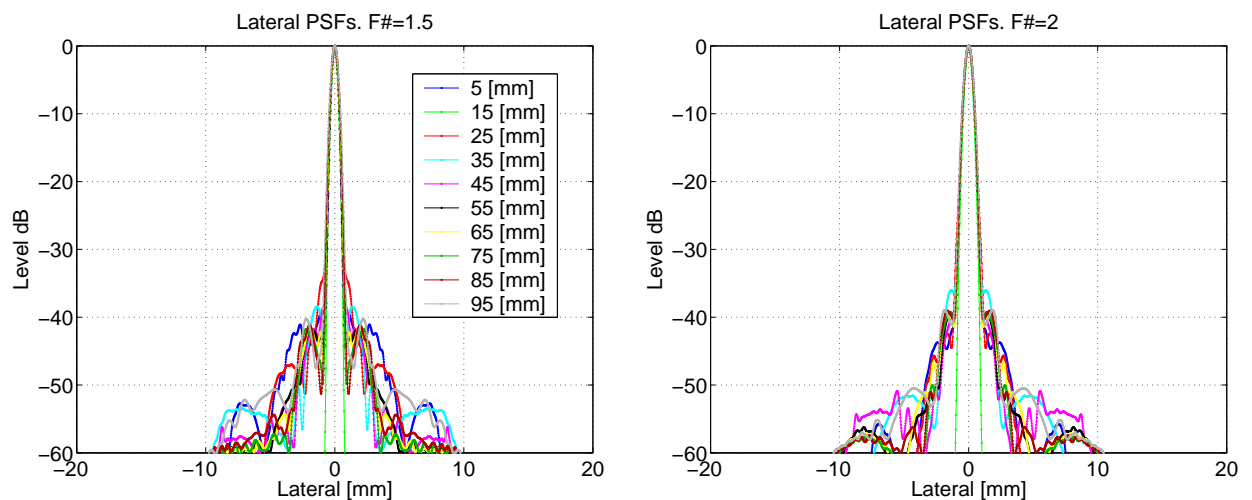 Lateral PSFs. F#=1.5
0
−10
−20
−30
−40
−50
−60
−20
−10
0
10
20
Level dB
Lateral [mm]
5 [mm]
15 [mm]
25 [mm]
35 [mm]
45 [mm]
55 [mm]
65 [mm]
75 [mm]
85 [mm]
95 [mm]
Lateral PSFs. F#=2
0
−10
−20
−30
−40
−50
−60
−20
−10
0
10
20
Level dB
Lateral [mm]